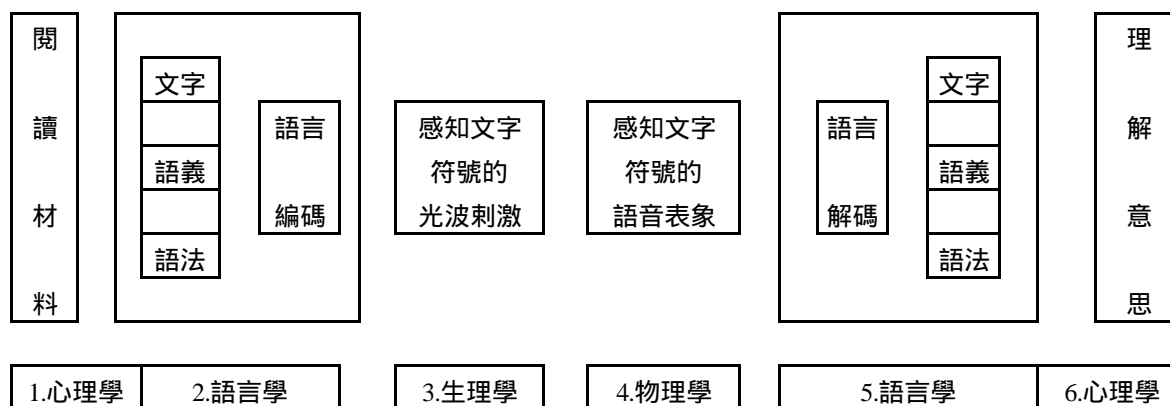 閱
讀
材
料
文字
語義
語法
語言
編碼
感知文字
符號的
光波刺激
感知文字
符號的
語音表象
語言
解碼
文字
語義
語法
理
解
意
思
1.心理學
2.語言學
3.生理學
4.物理學
5.語言學
6.心理學